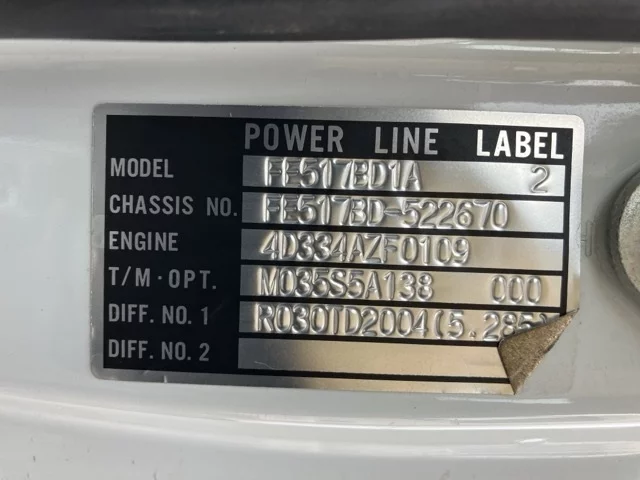 POWER LINE LABEL
MODEL FE517BD1A 2
CHASSIS NO. FE517BD-522670
ENGINE 4D334AZF0109
T/M·OPT. M035S5A138 000
DIFF. NO. 1 R030TD2004(5.285)
DIFF. NO. 2